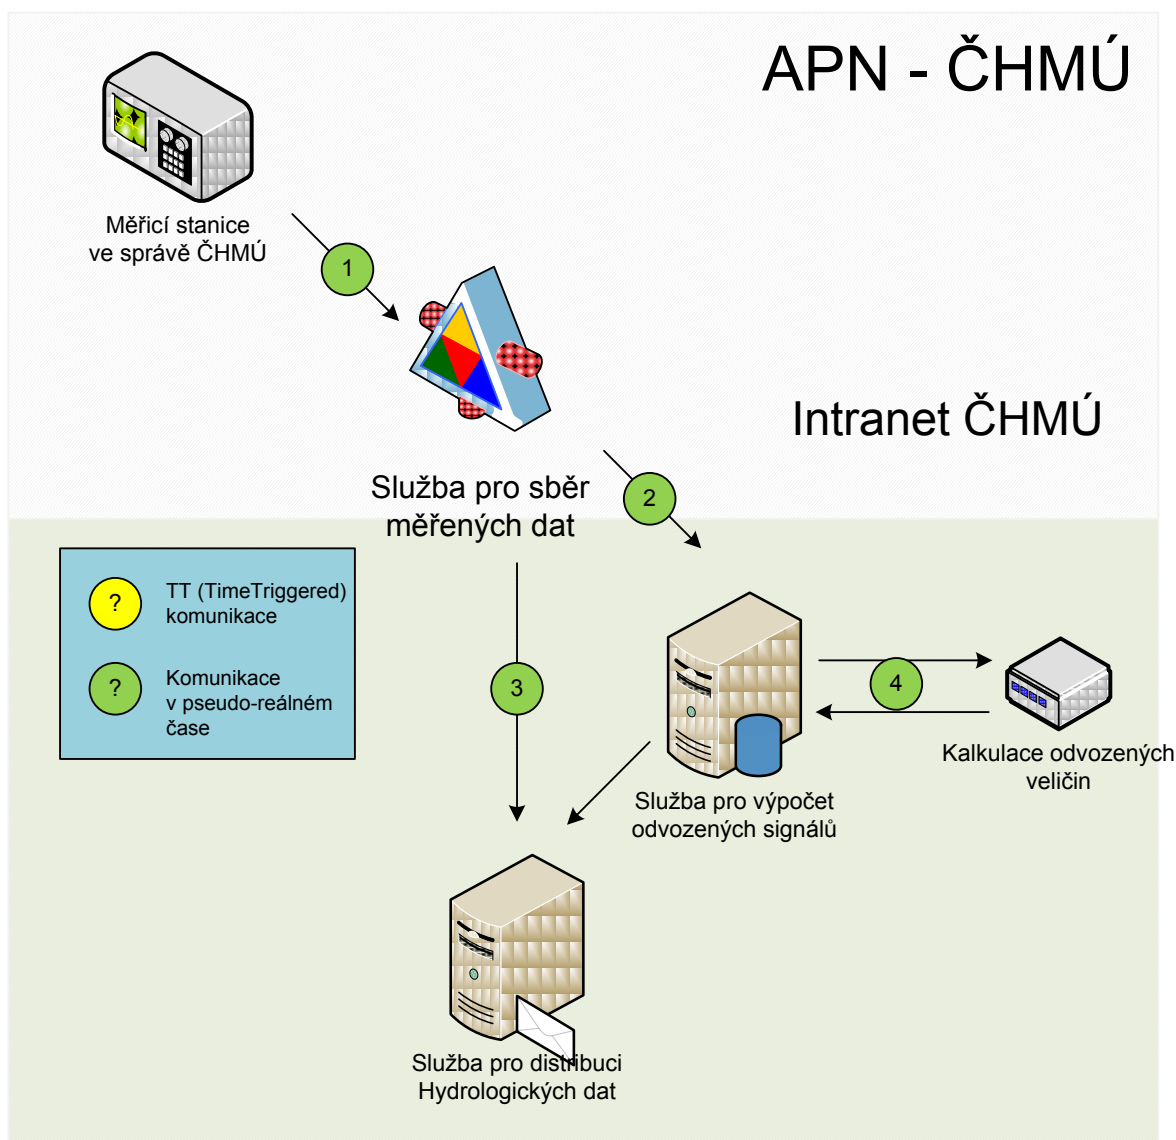 APN - ČHMÚ
Měřicí stanice
ve správě ČHMÚ
1
Intranet ČHMÚ
Služba pro sběr
měřených dat
2
?
TT (TimeTriggered)
komunikace
?
Komunikace
v pseudo-reálném
čase
3
4
Kalkulace odvozených
veličin
Služba pro výpočet
odvozených signálů
Služba pro distribuci
Hydrologických dat